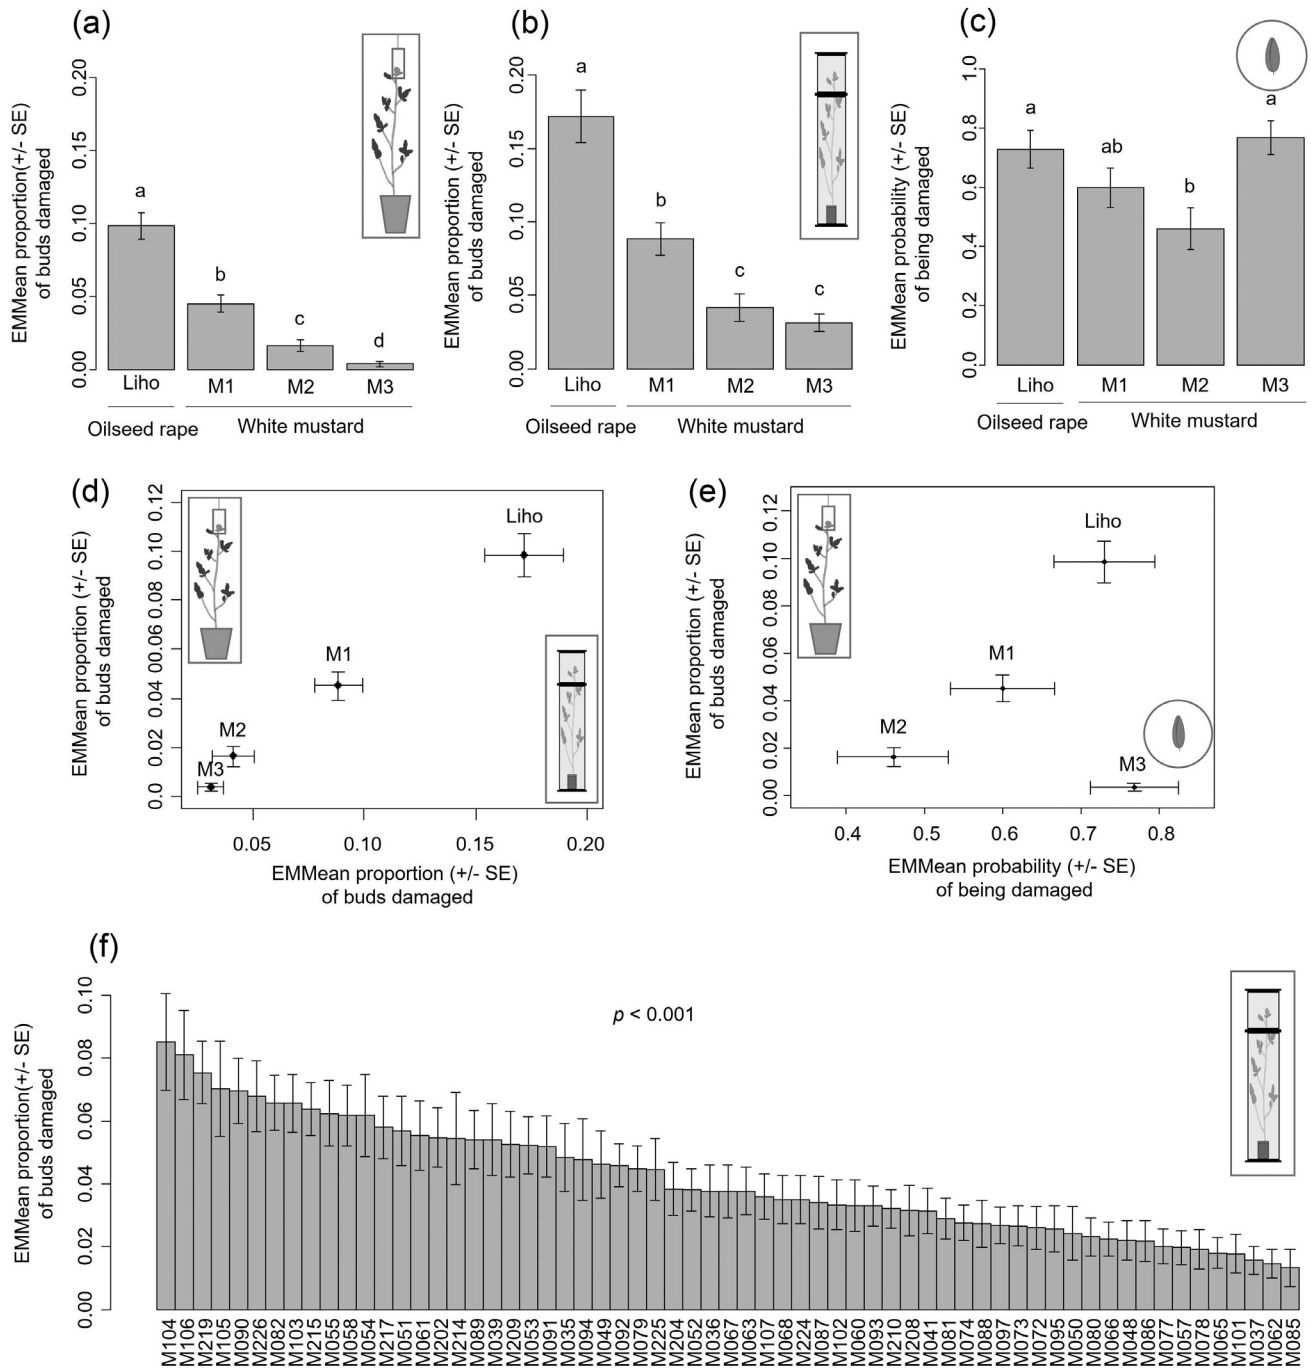 (a)
EMMean proportion(+/- SE)
of buds damaged
0.20
0.15
0.10
0.05
0.00
a
b
c
d
Liho
M1
M2
M3
Oilseed rape
White mustard
(b)
EMMean proportion (+/- SE)
of buds damaged
0.20
0.15
0.10
0.05
0.00
a
b
c
c
Liho
M1
M2
M3
Oilseed rape
White mustard
(c)
EMMean probability (+/- SE)
of being damaged
1.0
0.8
0.6
0.4
0.2
0.0
a
ab
b
a
Liho
M1
M2
M3
Oilseed rape
White mustard
(d)
EMMean proportion (+/- SE)
of buds damaged
0.12
0.10
00.06
0.04
0.02
0.0
Liho
M1
M2
M3
0.05
0.10
0.15
0.20
EMMean proportion (+/- SE)
of buds damaged
(e)
EMMean proportion (+/- SE)
of buds damaged
0.12
0.10
0.08
0.06
0.04
0.02
0.00
Liho
M1
M2
M3
0.4
0.5
0.6
0.7
0.8
EMMean probability (+/- SE)
of being damaged
(f)
EMMean proportion(+/- SE)
of buds damaged
0.10
0.08
0.06
0.04
0.02
0.00
p < 0.001
M104
M106
M219
M105
M090
M226
M082
M103
M215
M055
M058
M054
M217
M051
M061
M202
M214
M089
M039
M209
M053
M091
M035
M094
M049
M092
M079
M225
M204
M052
M036
M067
M063
M107
M068
M224
M087
M102
M060
M093
M210
M208
M041
M081
M074
M088
M097
M073
M072
M095
M050
M080
M066
M048
M086
M077
M057
M078
M065
M101
M037
M062
M085